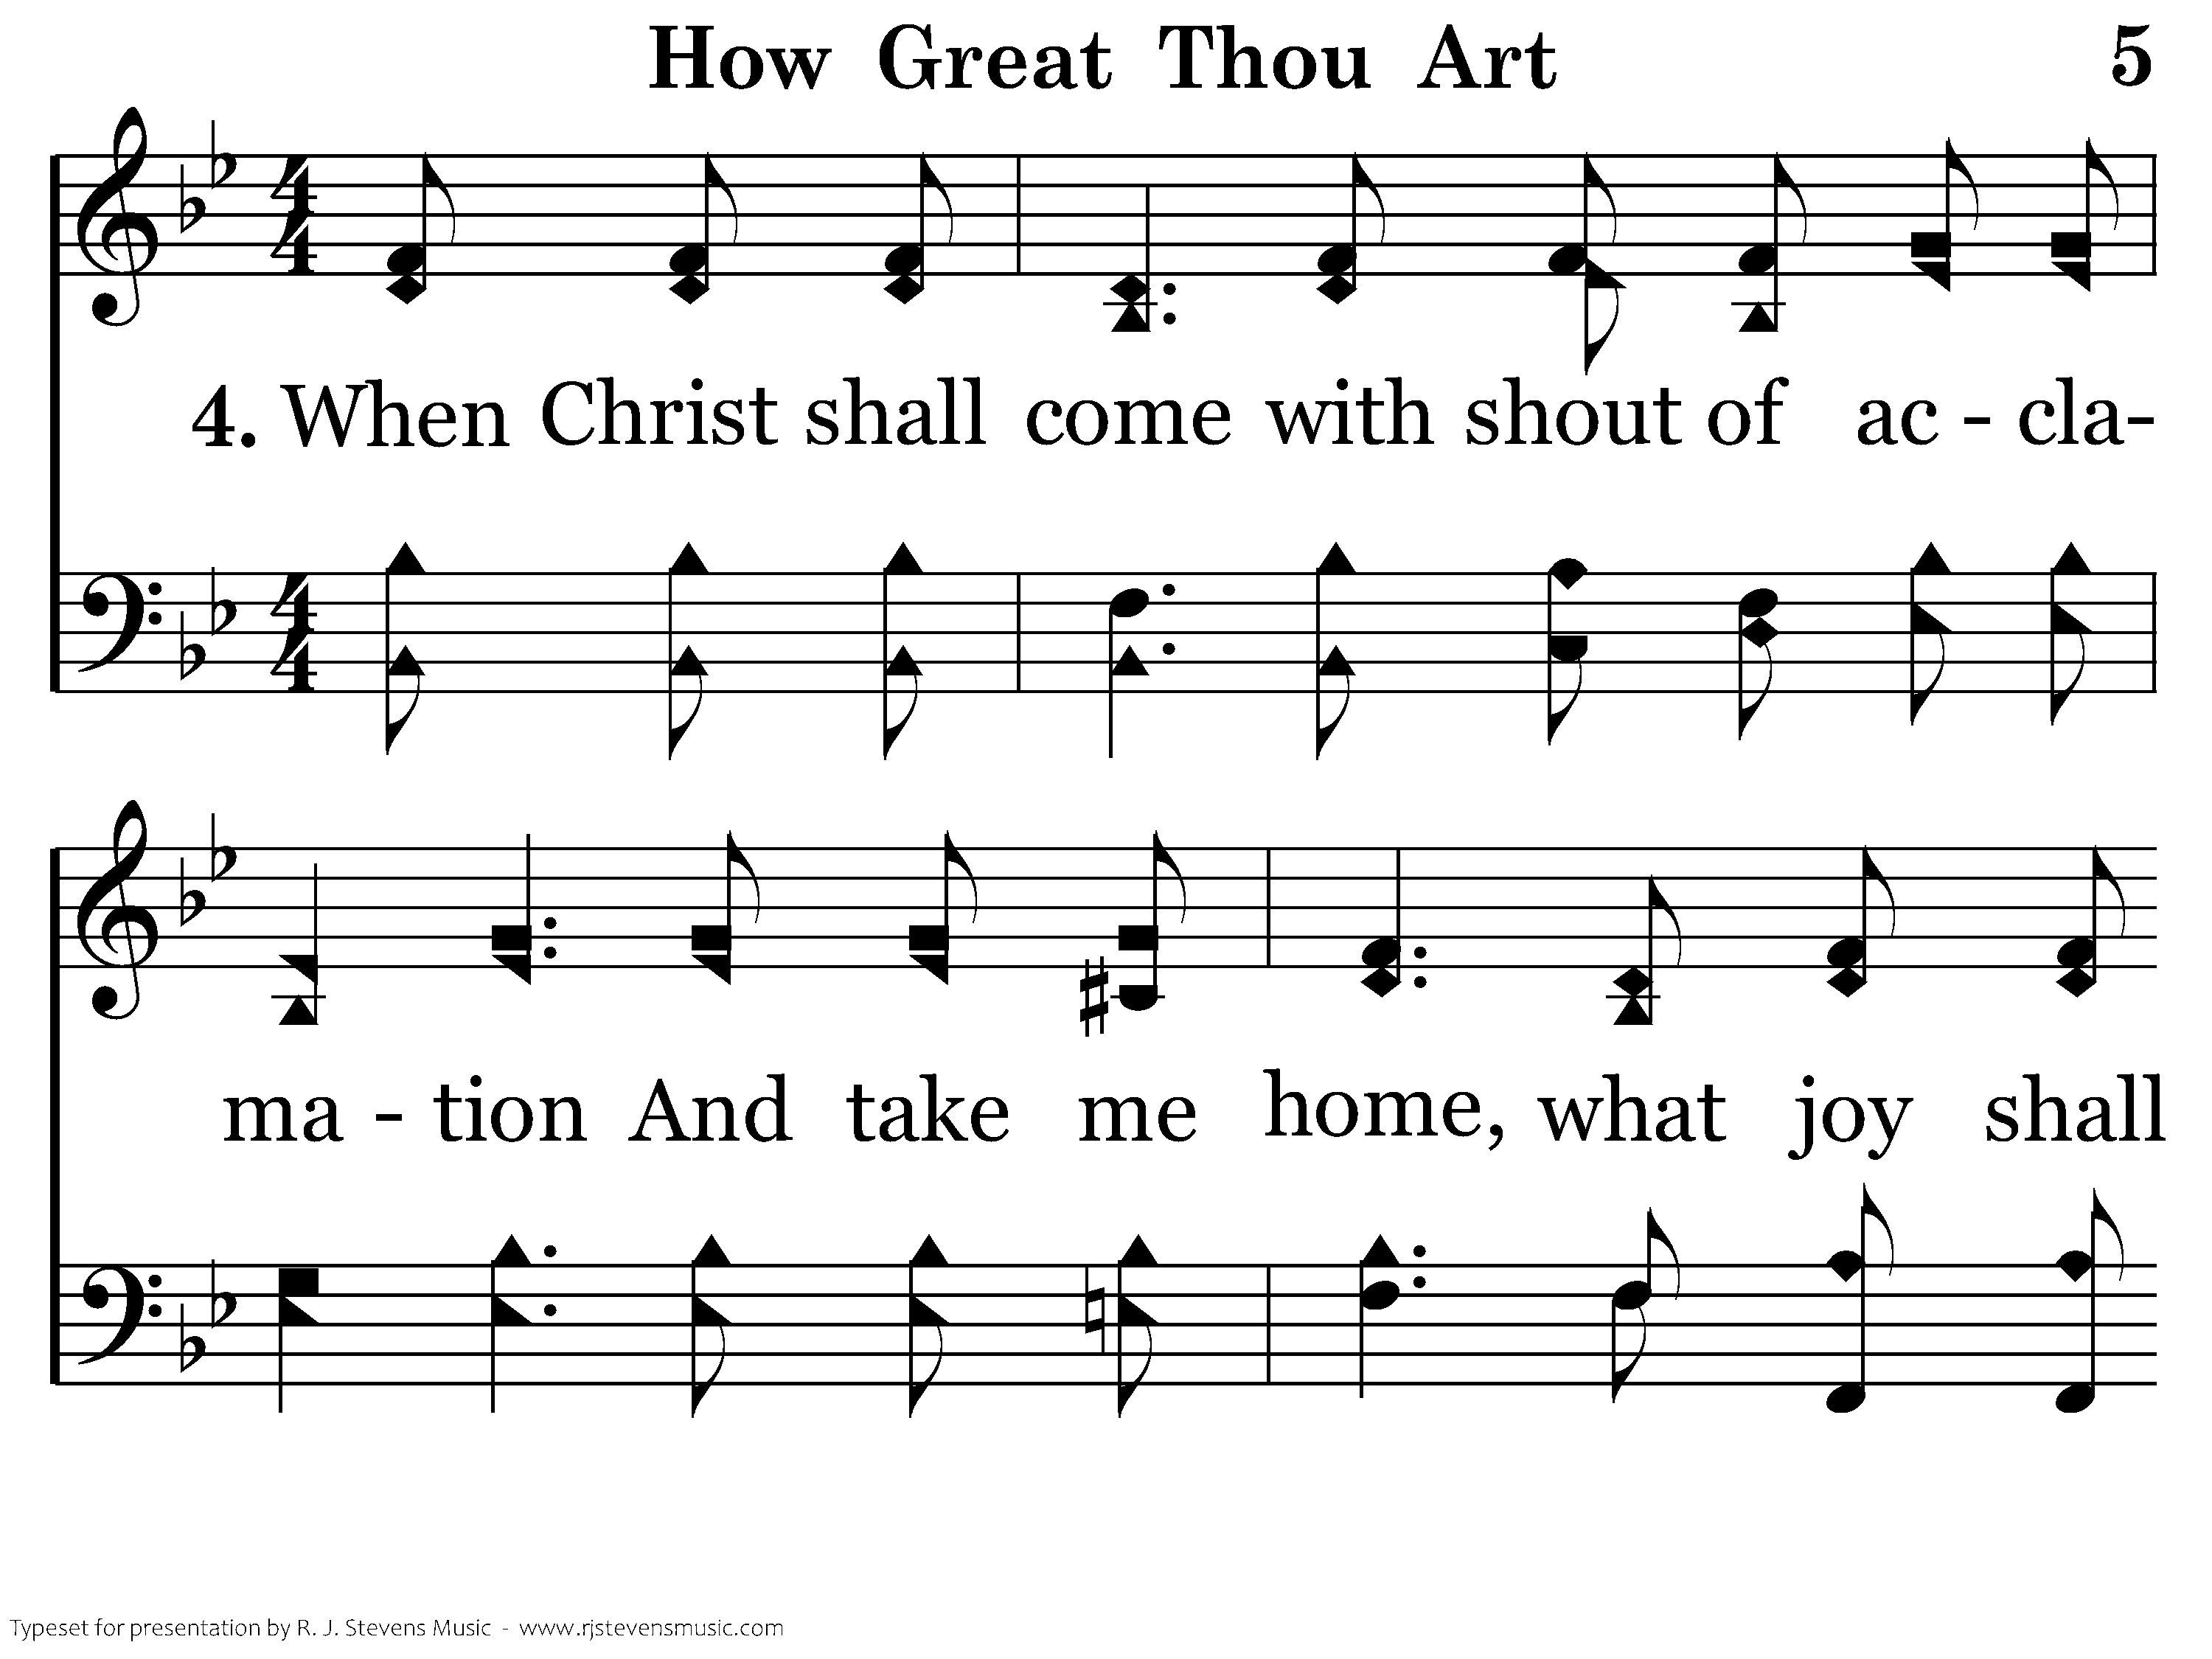 How Great Thou Art 5
4. When Christ shall come with shout of ac - cla-
ma - tion And take me home, what joy shall
Typeset for presentation by R. J. Stevens Music - www.rjstevensmusic.com